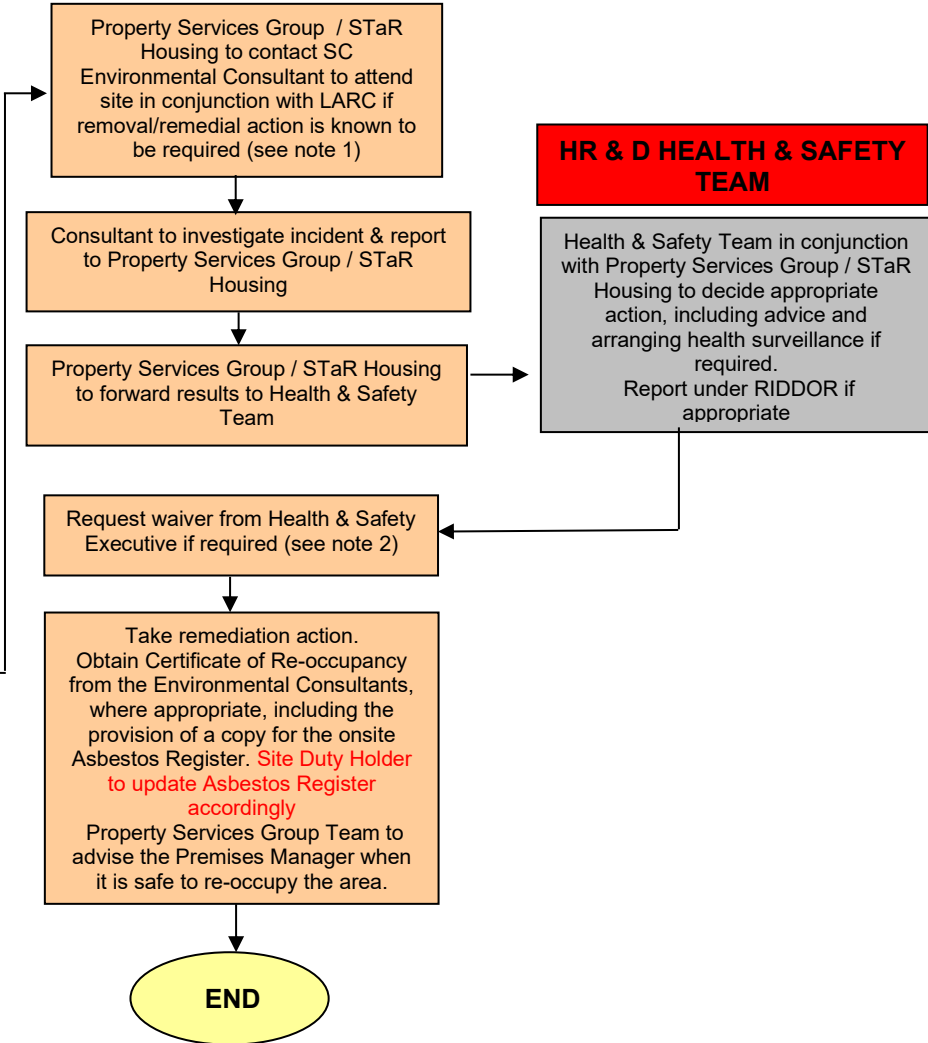 Property Services Group / STaR
Housing to contact SC
Environmental Consultant to attend
site in conjunction with LARC if
removal/remedial action is known to
be required (see note 1)
Consultant to investigate incident & report
to Property Services Group / STaR
Housing
Property Services Group / STaR Housing
to forward results to Health & Safety
Team
HR & D HEALTH & SAFETY
TEAM
Health & Safety Team in conjunction
with Property Services Group / STaR
Housing to decide appropriate
action, including advice and
arranging health surveillance if
required.
Report under RIDDOR if
appropriate
Request waiver from Health & Safety
Executive if required (see note 2)
Take remediation action.
Obtain Certificate of Re-occupancy
from the Environmental Consultants,
where appropriate, including the
provision of a copy for the onsite
Asbestos Register. Site Duty Holder
to update Asbestos Register
accordingly
Property Services Group Team to
advise the Premises Manager when
it is safe to re-occupy the area.
END